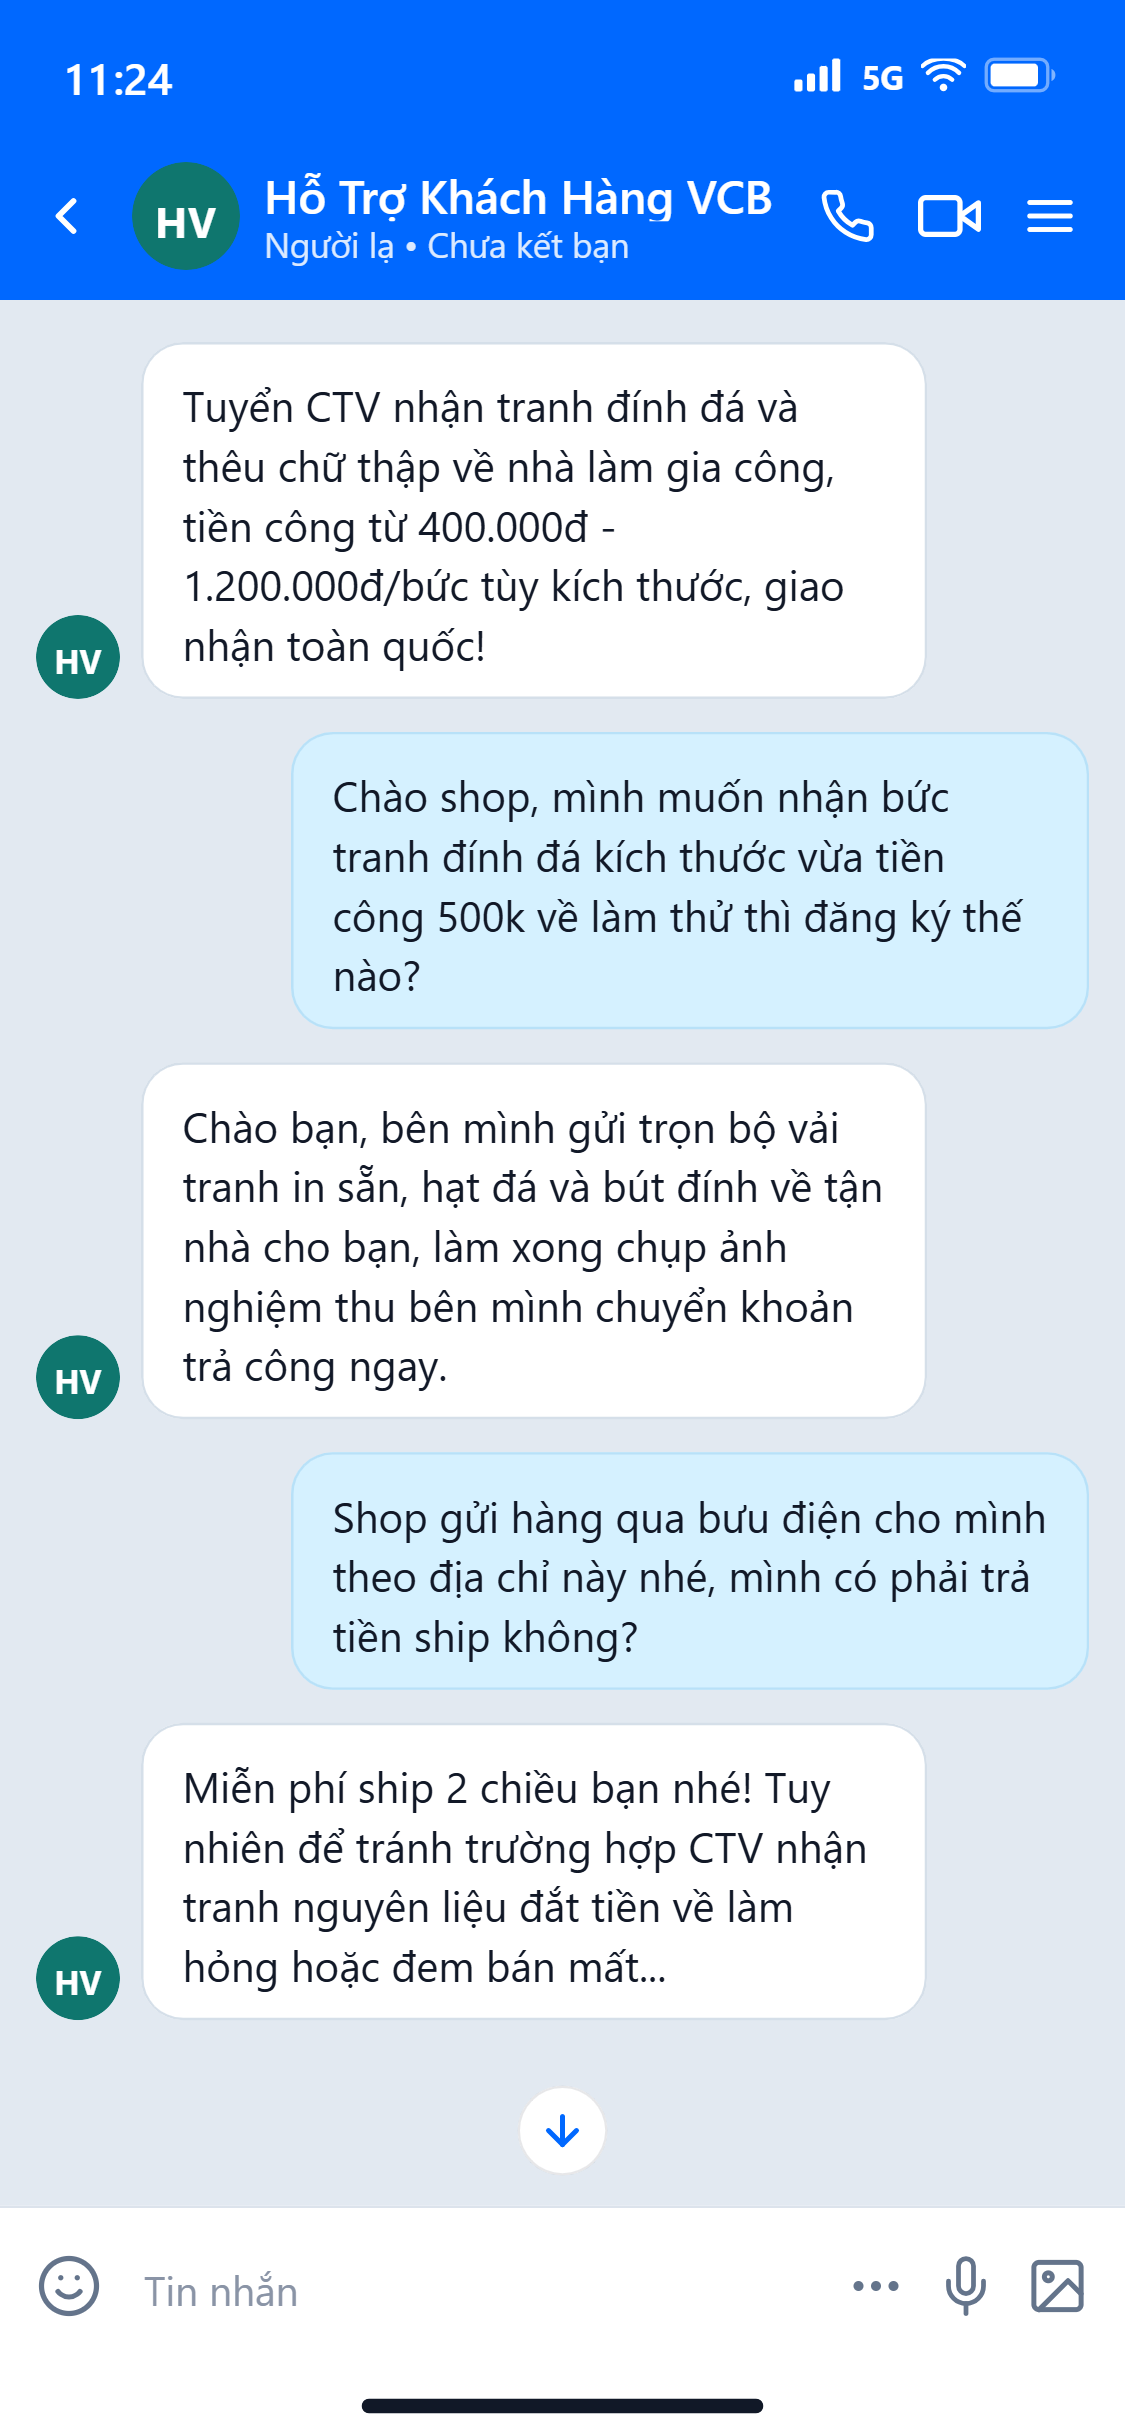 11:24
5G
HV
Hỗ Trợ Khách Hàng VCB
Người lạ • Chưa kết bạn
Tuyển CTV nhận tranh đính đá và
thêu chữ thập về nhà làm gia công,
tiền công từ 400.000đ -
1.200.000đ/bức tùy kích thước, giao
nhận toàn quốc!
HV
Chào shop, mình muốn nhận bức
tranh đính đá kích thước vừa tiền
công 500k về làm thử thì đăng ký thế
nào?
Chào bạn, bên mình gửi trọn bộ vải
tranh in sẵn, hạt đá và bút đính về tận
nhà cho bạn, làm xong chụp ảnh
nghiệm thu bên mình chuyển khoản
trả công ngay.
HV
Shop gửi hàng qua bưu điện cho mình
theo địa chỉ này nhé, mình có phải trả
tiền ship không?
Miễn phí ship 2 chiều bạn nhé! Tuy
nhiên để tránh trường hợp CTV nhận
tranh nguyên liệu đắt tiền về làm
hỏng hoặc đem bán mất...
HV
Tin nhắn